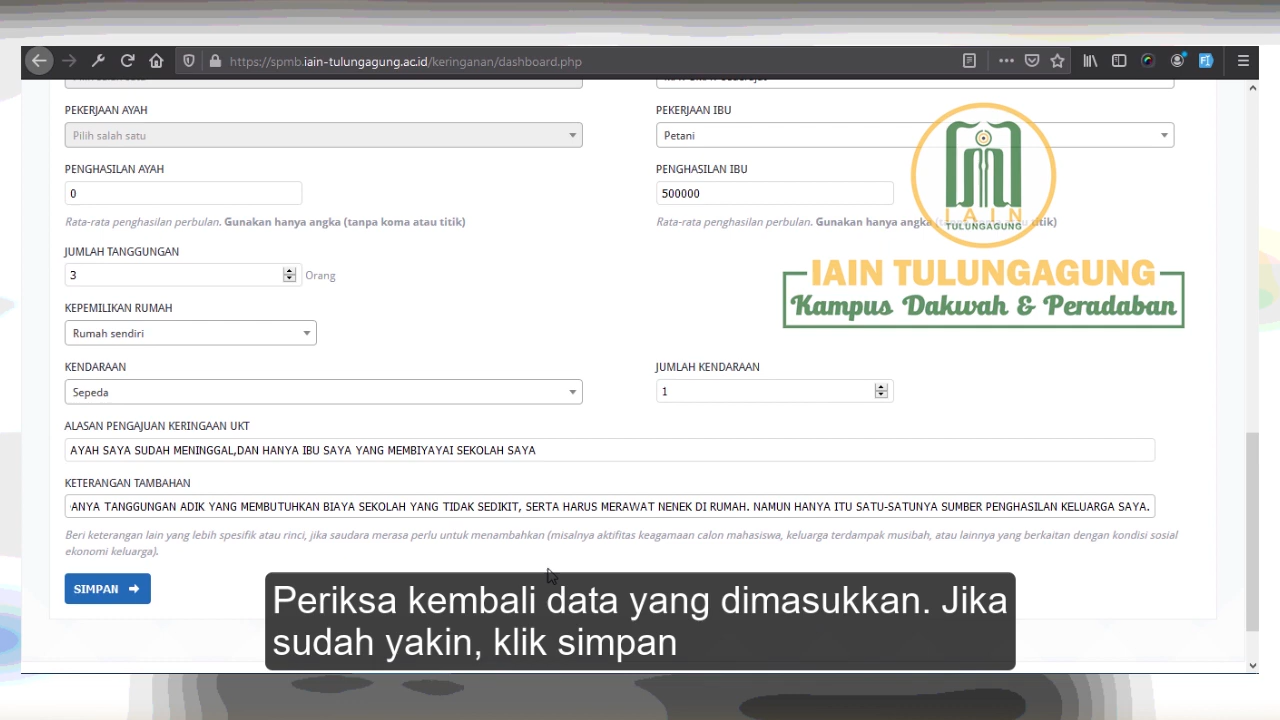 https://spmb.iain-tulungagung.ac.id/keringanan/dashboard.php
PEKERJAAN AYAH
PEKERJAAN IBU
Pilih salah satu
Petani
PENGHASILAN AYAH
PENGHASILAN IBU
0
500000
Rata-rata penghasilan perbulan. Gunakan hanya angka (tanpa koma atau titik)
Rata-rata penghasilan perbulan. Gunakan hanya angka
IAIN
TULUNGAGUNG
JUMLAH TANGGUNGAN
3
Orang
IAIN TULUNGAGUNG
Kampus Dakwah & Peradaban
KEPEMILIKAN RUMAH
Rumah sendiri
KENDARAAN
JUMLAH KENDARAAN
Sepeda
1
ALASAN PENGAJUAN KERINGAAN UKT
AYAH SAYA SUDAH MENINGGAL,DAN HANYA IBU SAYA YANG MEMBIYAYAI SEKOLAH SAYA
KETERANGAN TAMBAHAN
ANYA TANGGUNGAN ADIK YANG MEMBUTUHKAN BIAYA SEKOLAH YANG TIDAK SEDIKIT, SERTA HARUS MERAWAT NENEK DI RUMAH. NAMUN HANYA ITU SATU-SATUNYA SUMBER PENGHASILAN KELUARGA SAYA.
Beri keterangan lain yang lebih spesifik atau rinci, jika saudara merasa perlu untuk menambahkan (misalnya aktifitas keagamaan calon mahasiswa, keluarga terdampak musibah, atau lainnya yang berkaitan dengan kondisi sosial
ekonomi keluarga).
SIMPAN
Periksa kembali data yang dimasukkan. Jika
sudah yakin, klik simpan